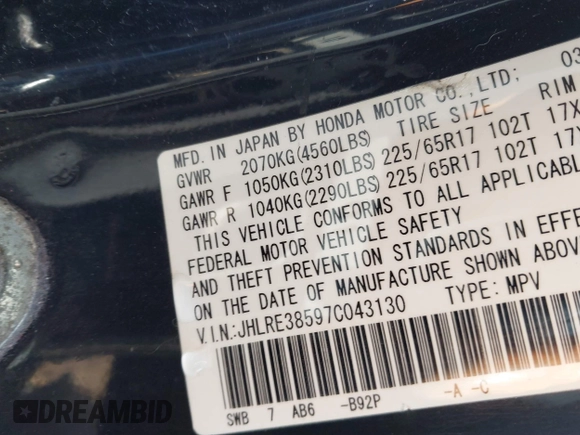 MFD. IN JAPAN BY HONDA MOTOR CO. LTD; 03
GVWR 2070KG(4560LBS) TIRE SIZE RIM
GAWR F 1050KG(2310LBS) 225/65R17 102T 17X
GAWR R 1040KG(2290LBS) 225/65R17 102T 17X
THIS VEHICLE CONFORMS TO ALL APPLICABLE
FEDERAL MOTOR VEHICLE SAFETY
AND THEFT PREVENTION STANDARDS IN EFFE
ON THE DATE OF MANUFACTURE SHOWN ABOV
V.I.N:JHLRE38597C043130 TYPE: MPV
SWB 7 AB6 -B92P -A -C
DREAMBID